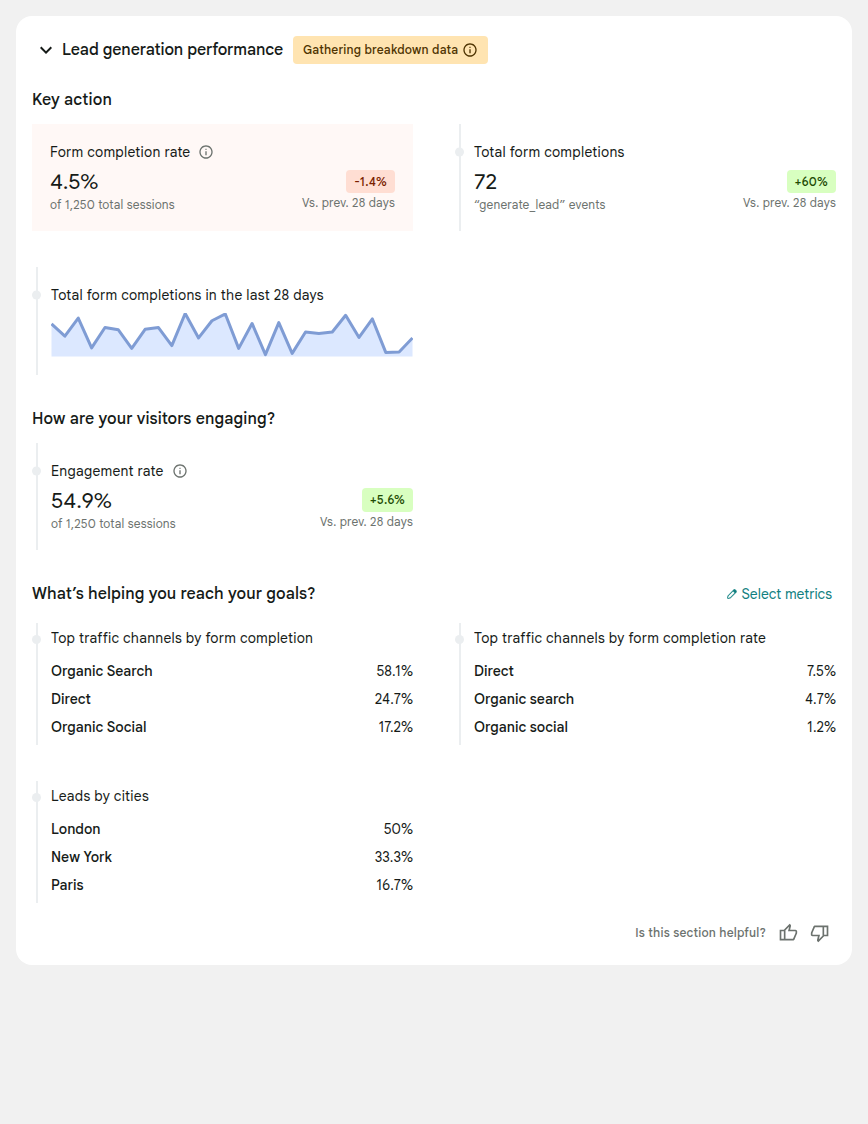 Lead generation performance
Gathering breakdown data
Key action
Form completion rate
4.5%
-1.4%
of 1,250 total sessions
Vs. prev. 28 days
Total form completions
72
+60%
“generate_lead” events
Vs. prev. 28 days
Total form completions in the last 28 days
How are your visitors engaging?
Engagement rate
54.9%
+5.6%
of 1,250 total sessions
Vs. prev. 28 days
What’s helping you reach your goals?
Select metrics
Top traffic channels by form completion
Organic Search 58.1%
Direct 24.7%
Organic Social 17.2%
Top traffic channels by form completion rate
Direct 7.5%
Organic search 4.7%
Organic social 1.2%
Leads by cities
London 50%
New York 33.3%
Paris 16.7%
Is this section helpful?